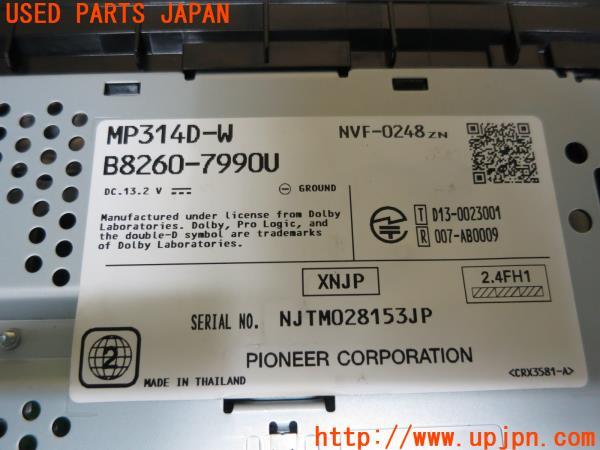 USED PARTS JAPAN
MP314D-W
NVF-0248 ZN
B8260-7990U
DC.13.2 V
GROUND
Manufactured under license from Dolby
Laboratories. Dolby, Pro Logic, and
the double-D symbol are trademarks
of Dolby Laboratories.
T D13-0023001
R 007-AB0009
XNJP
2.4FH1
SERIAL NO. NJTM028153JP
2
PIONEER CORPORATION
MADE IN THAILAND
<CRX3581-A>
http://www.upjpn.com